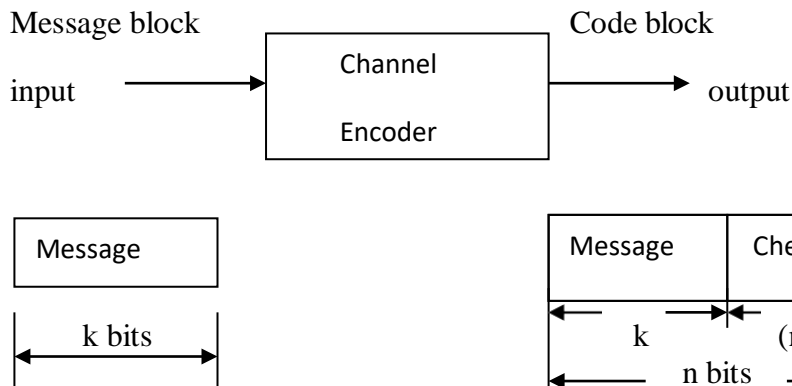 Message block
Code block
input
Channel
Encoder
output
Message
Message
k bits
k
n bits